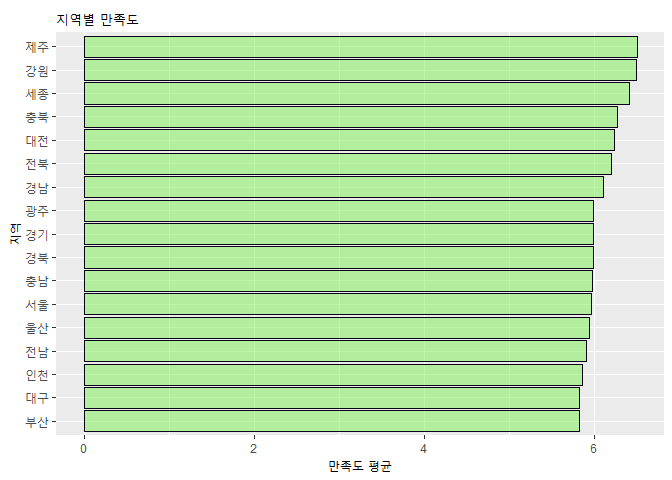 지역별 만족도
제주
강원
세종
충북
대전
전북
경남
광주
경기
경북
충남
서울
울산
전남
인천
대구
부산
지역
0 2 4 6
만족도 평균